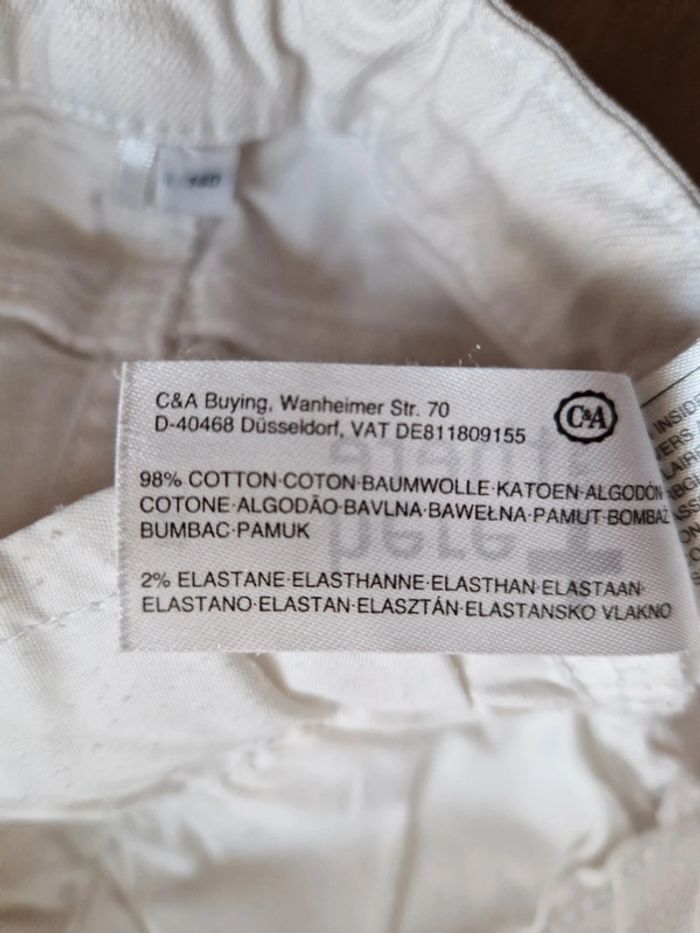 C&A Buying, Wanheimer Str. 70
D-40468 Düsseldorf, VAT DE811809155
C&A
98% COTTON·COTON·BAUMWOLLE·KATOEN·ALGODÓN
COTONE·ALGODÃO·BAVLNA·BAWEŁNA·PAMUT·BOMBAŽ
BUMBAC·PAMUK
2% ELASTANE·ELASTHANNE·ELASTHAN·ELASTAAN·
ELASTANO·ELASTAN·ELASZTÁN·ELASTANSKO VLAKNO